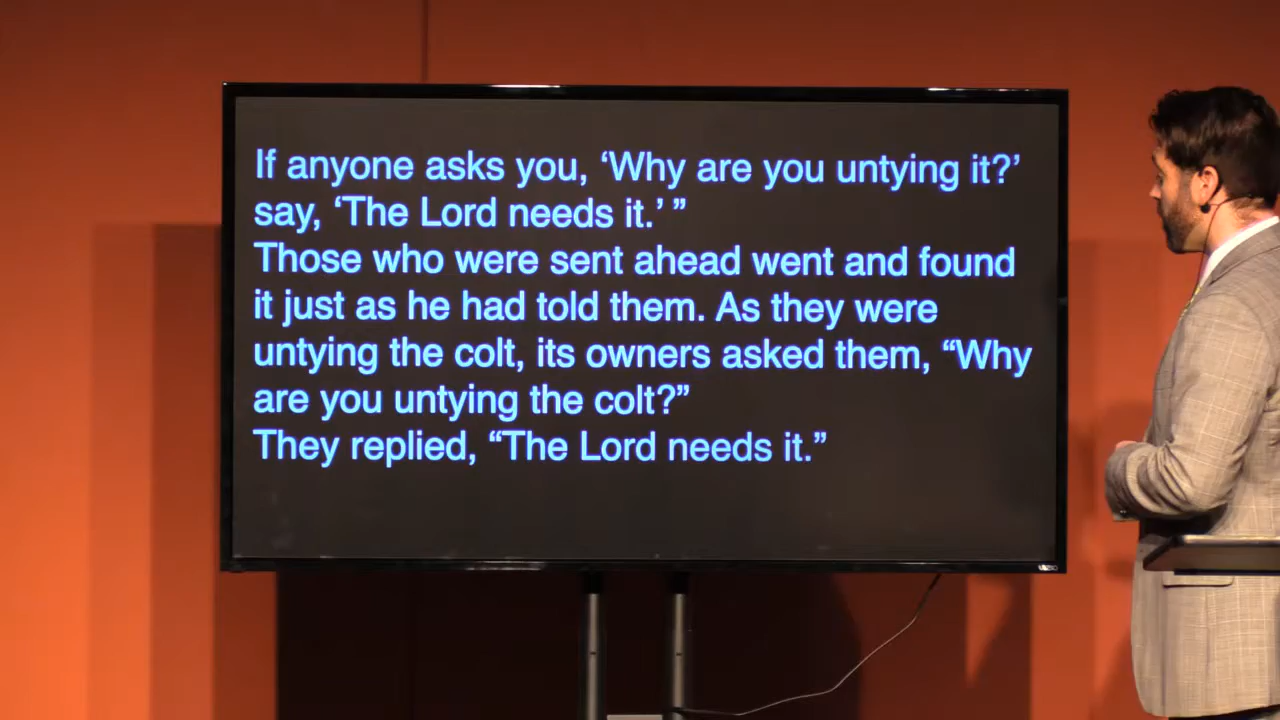 If anyone asks you, ‘Why are you untying it?’
say, ‘The Lord needs it.’ ”
Those who were sent ahead went and found
it just as he had told them. As they were
untying the colt, its owners asked them, “Why
are you untying the colt?”
They replied, “The Lord needs it.”
VIZIO